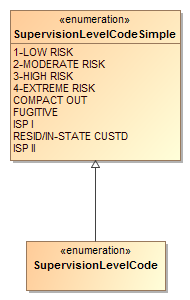 «enumeration»
SupervisionLevelCodeSimple
1-LOW RISK
2-MODERATE RISK
3-HIGH RISK
4-EXTREME RISK
COMPACT OUT
FUGITIVE
ISP I
RESID/IN-STATE CUSTD
ISP II
«enumeration»
SupervisionLevelCode